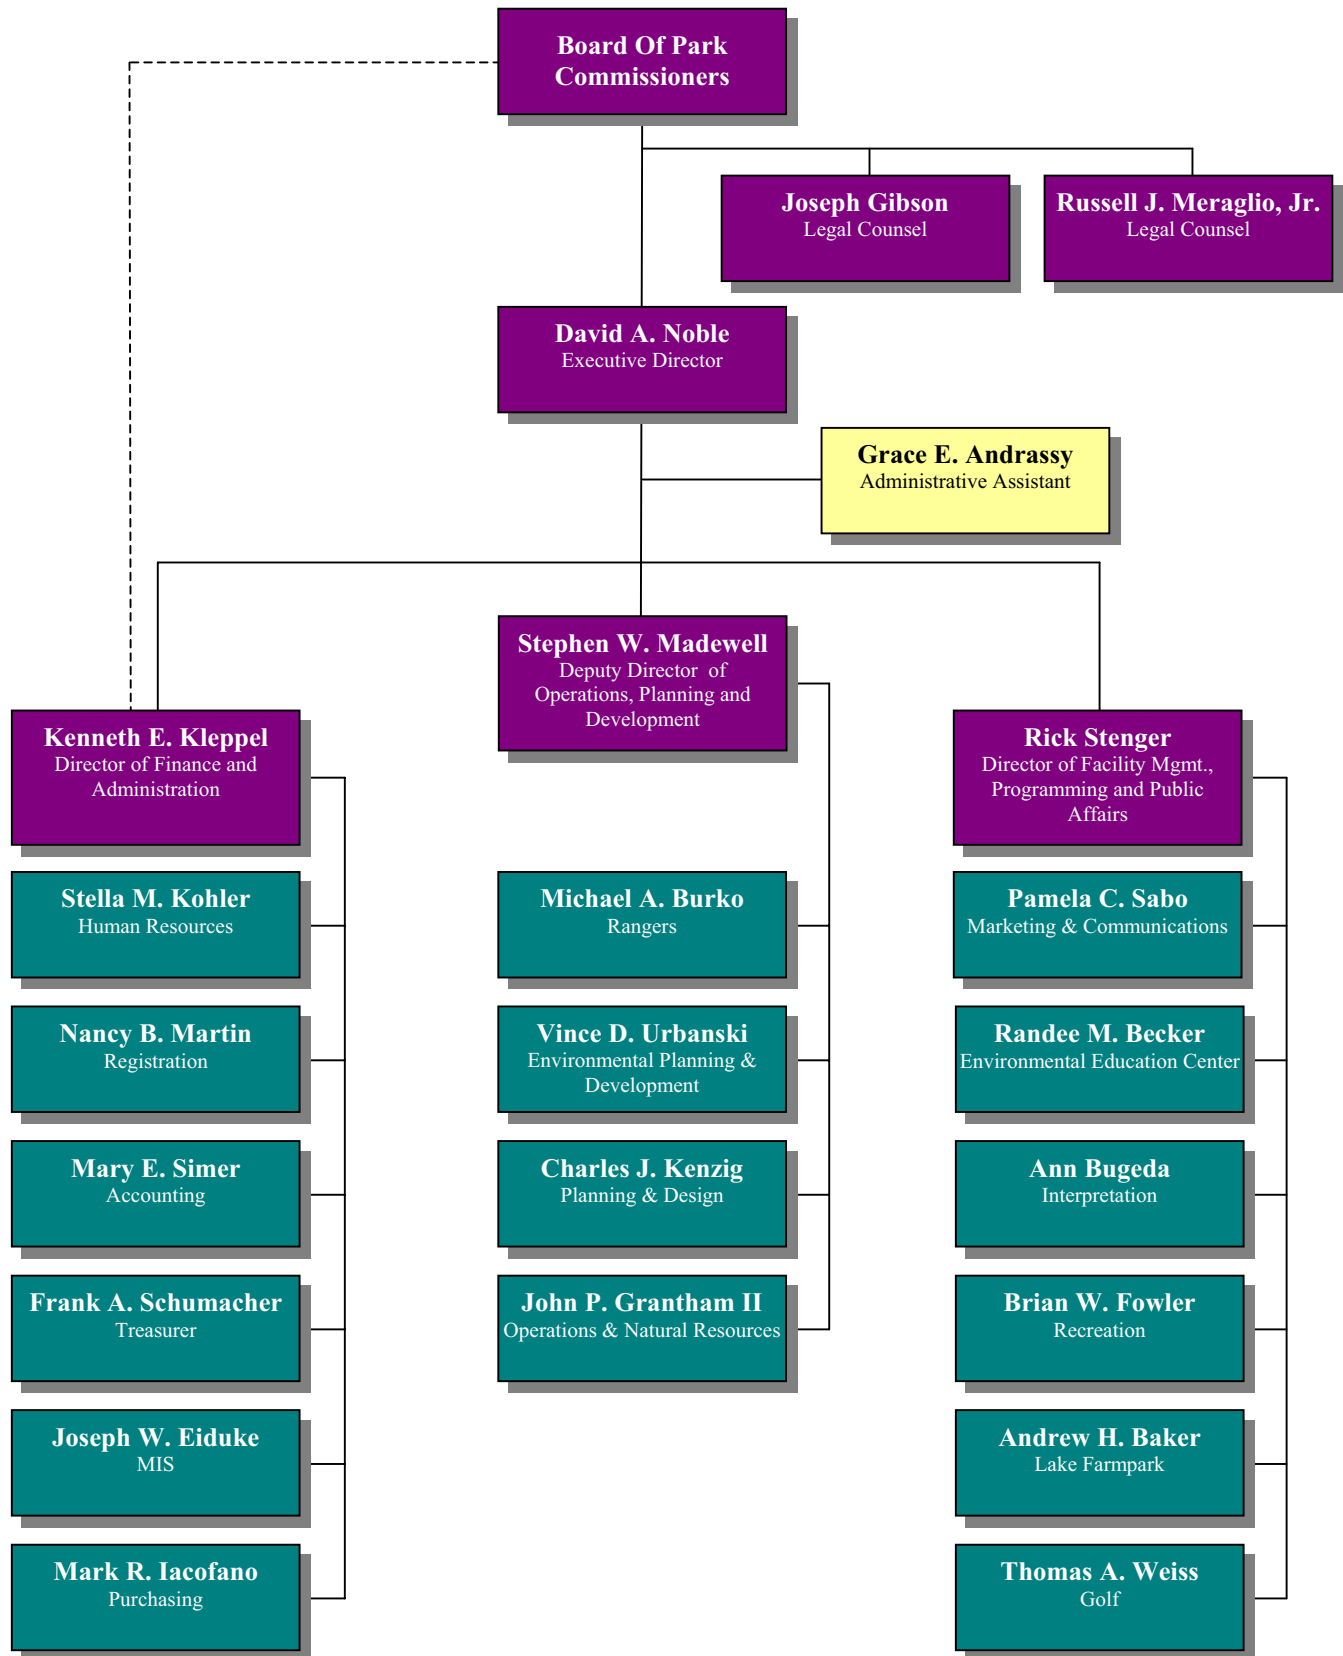 Board Of Park
Commissioners
Joseph Gibson
Legal Counsel
Russell J. Meraglio, Jr.
Legal Counsel
David A. Noble
Executive Director
Grace E. Andrassy
Administrative Assistant
Stephen W. Madewell
Deputy Director of
Operations, Planning and
Development
Kenneth E. Kleppel
Director of Finance and
Administration
Rick Stenger
Director of Facility Mgmt.,
Programming and Public
Affairs
Stella M. Kohler
Human Resources
Michael A. Burko
Rangers
Pamela C. Sabo
Marketing & Communications
Nancy B. Martin
Registration
Vince D. Urbanski
Environmental Planning &
Development
Randee M. Becker
Environmental Education Center
Mary E. Simer
Accounting
Charles J. Kenzig
Planning & Design
Ann Bugeda
Interpretation
Frank A. Schumacher
Treasurer
John P. Grantham II
Operations & Natural Resources
Brian W. Fowler
Recreation
Joseph W. Eiduke
MIS
Andrew H. Baker
Lake Farmpark
Mark R. Iacofano
Purchasing
Thomas A. Weiss
Golf